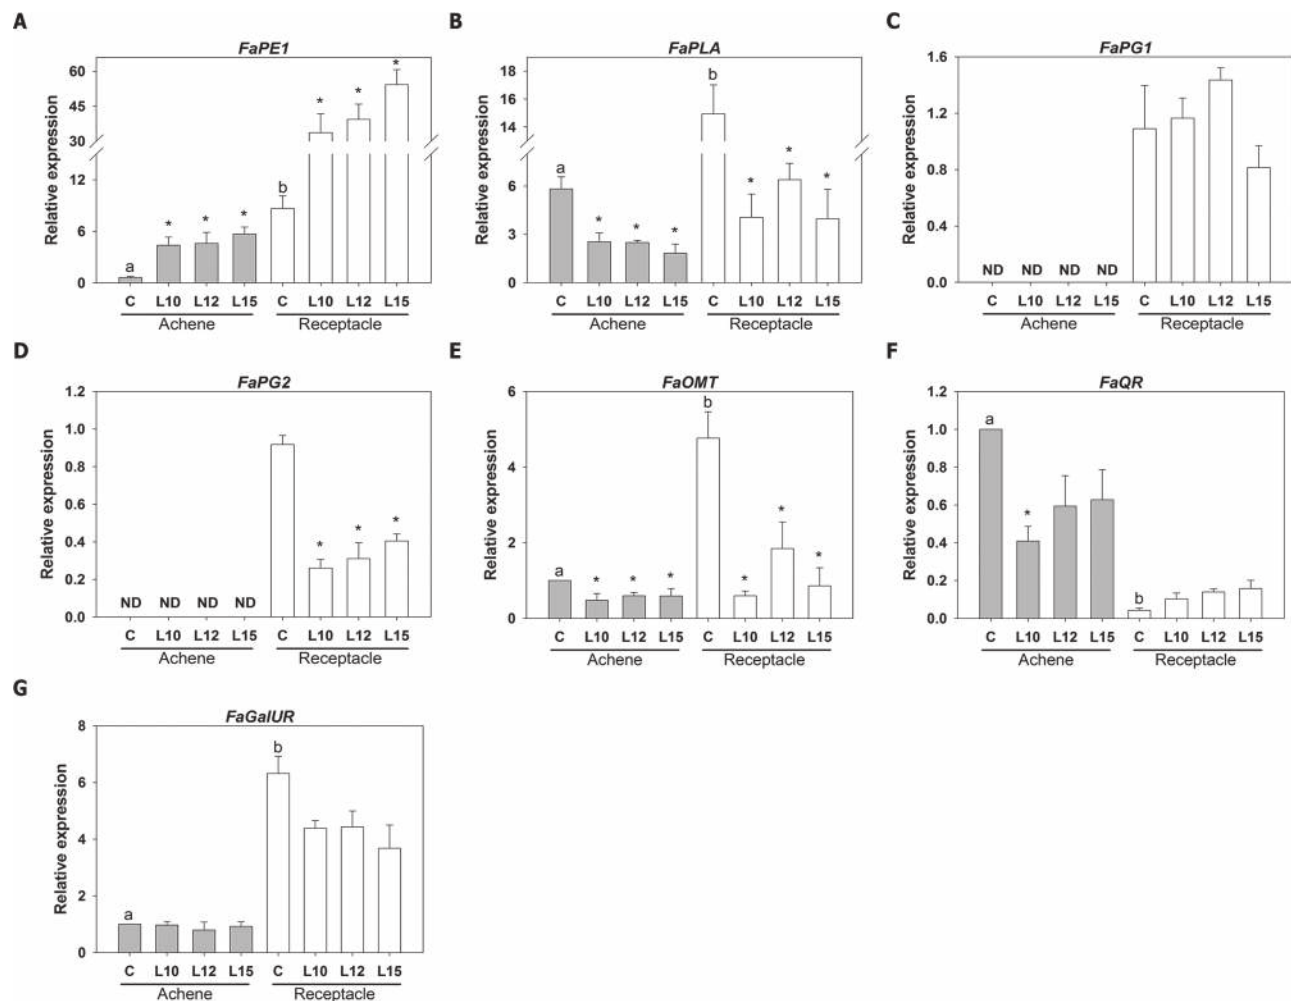 A
FaPE1
Relative expression
60
45
30
12
6
0
a
*
*
*
b
*
*
*
C L10 L12 L15 C L10 L12 L15
Achene Receptacle
B
FaPLA
Relative expression
18
16
14
6
3
0
a
*
*
*
b
*
*
*
C L10 L12 L15 C L10 L12 L15
Achene Receptacle
C
FaPG1
Relative expression
1.6
1.2
0.8
0.4
0.0
ND ND ND ND
C L10 L12 L15 C L10 L12 L15
Achene Receptacle
D
FaPG2
Relative expression
1.2
1.0
0.8
0.6
0.4
0.2
0.0
ND ND ND ND
*
*
*
C L10 L12 L15 C L10 L12 L15
Achene Receptacle
E
FaOMT
Relative expression
6
4
2
0
a
*
*
*
b
*
*
*
C L10 L12 L15 C L10 L12 L15
Achene Receptacle
F
FaQR
Relative expression
1.2
1.0
0.8
0.6
0.4
0.2
0.0
a
*
b
C L10 L12 L15 C L10 L12 L15
Achene Receptacle
G
FaGalUR
Relative expression
8
6
4
2
0
a
b
C L10 L12 L15 C L10 L12 L15
Achene Receptacle